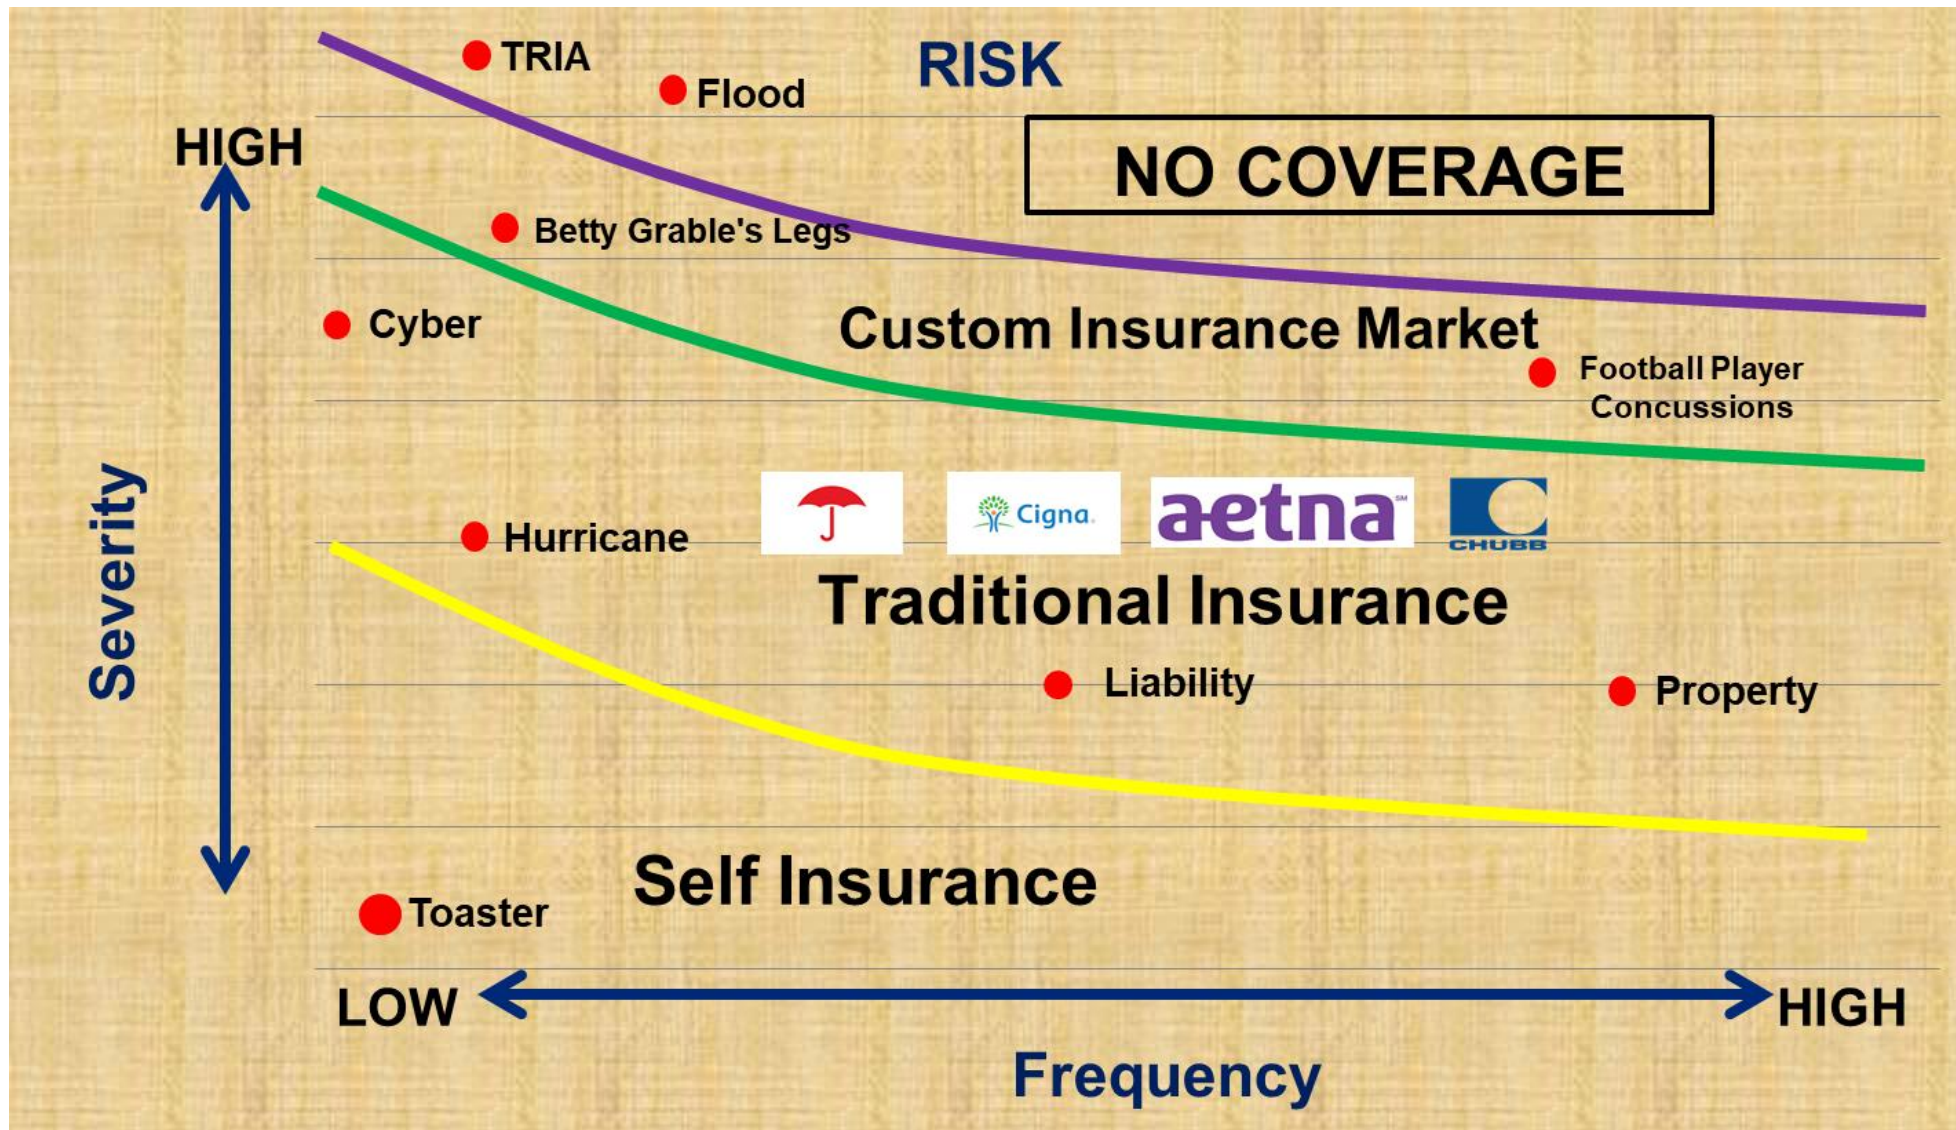 TRIA
RISK
Flood
NO COVERAGE
HIGH
Betty Grable's Legs
Cyber
Custom Insurance Market
Football Player
Concussions
Cigna.
aetna℠
CHUBB
Hurricane
Traditional Insurance
Severity
Liability
Property
Self Insurance
Toaster
LOW
HIGH
Frequency